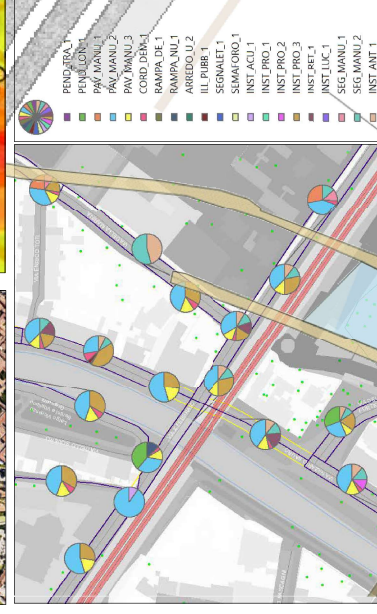 PEND_TRA_1
PEND_LON_1
PAV_MANU_1
PAV_MANU_2
PAV_MANU_3
CORD_DEM_1
RAMPA_DE_1
RAMPA_NU_1
ARREDO_U_2
ILL_PUBB_1
SEGNALET_1
SEMAFORO_1
INST_ACU_1
INST_PRO_1
INST_PRO_2
INST_PRO_3
INST_RET_1
INST_LUC_1
SEG_MANU_1
SEG_MANU_2
INST_ANT_1